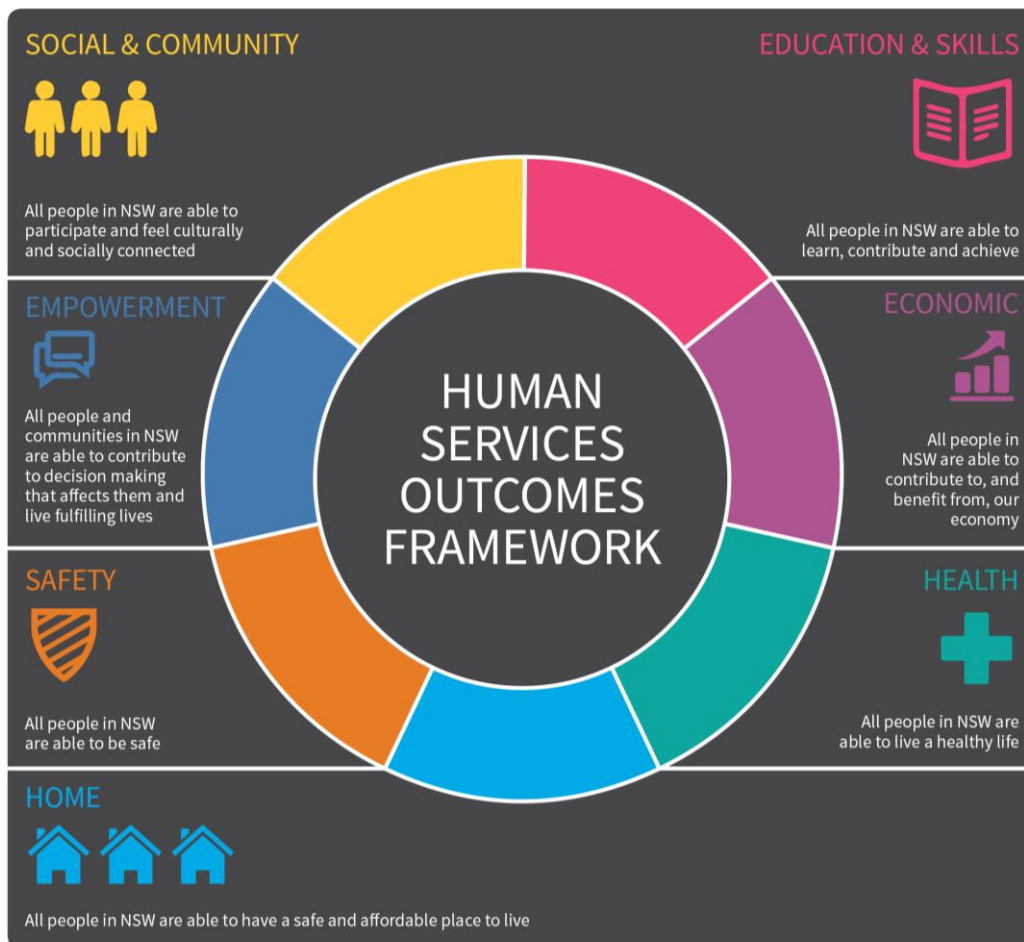 SOCIAL & COMMUNITY
All people in NSW are able to
participate and feel culturally
and socially connected
EDUCATION & SKILLS
All people in NSW are able to
learn, contribute and achieve
EMPOWERMENT
All people and
communities in NSW
are able to contribute
to decision making
that affects them and
live fulfilling lives
HUMAN
SERVICES
OUTCOMES
FRAMEWORK
ECONOMIC
All people in
NSW are able to
contribute to, and
benefit from, our
economy
SAFETY
All people in NSW
are able to be safe
HEALTH
All people in NSW are
able to live a healthy life
HOME
All people in NSW are able to have a safe and affordable place to live